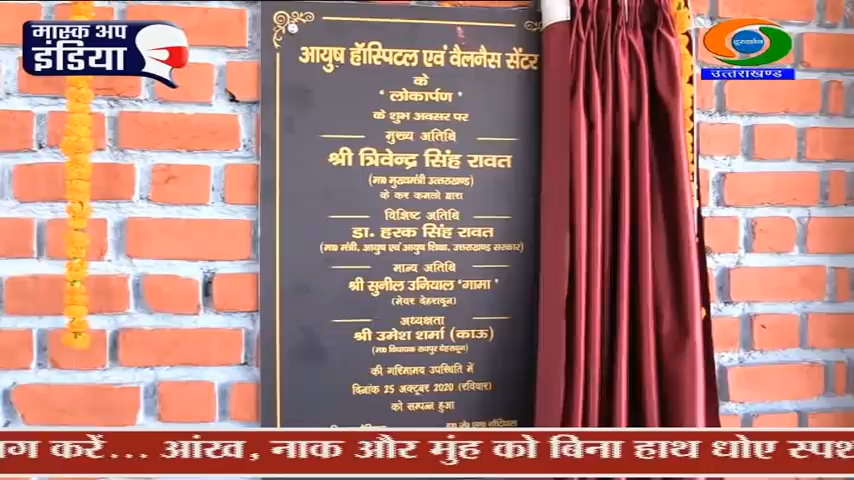 मास्क अप
इंडिया
दूरदर्शन
उत्तराखण्ड
आयुष हॉस्पिटल एवं वैलनैस सेंटर
के
" लोकार्पण "
के शुभ अवसर पर
मुख्य अतिथि
श्री त्रिवेन्द्र सिंह रावत
(मा० मुख्यमंत्री उत्तराखण्ड)
के कर कमलो द्वारा
विशिष्ट अतिथि
डा. हरक सिंह रावत
(मा० मंत्री, आयुष एवं आयुष शिक्षा, उत्तराखण्ड सरकार)
मान्य अतिथि
श्री सुनील उनियाल "गामा"
(मेयर देहरादून)
अध्यक्षता
श्री उमेश शर्मा (काऊ)
(मा० विधायक रायपुर देहरादून)
की गरिमामय उपस्थिति में
दिनांक 25 अक्टूबर 2020 (रविवार)
को सम्पन्न हुआ
ाग करें... आंख, नाक और मुंह को बिना हाथ धोए स्पर्श